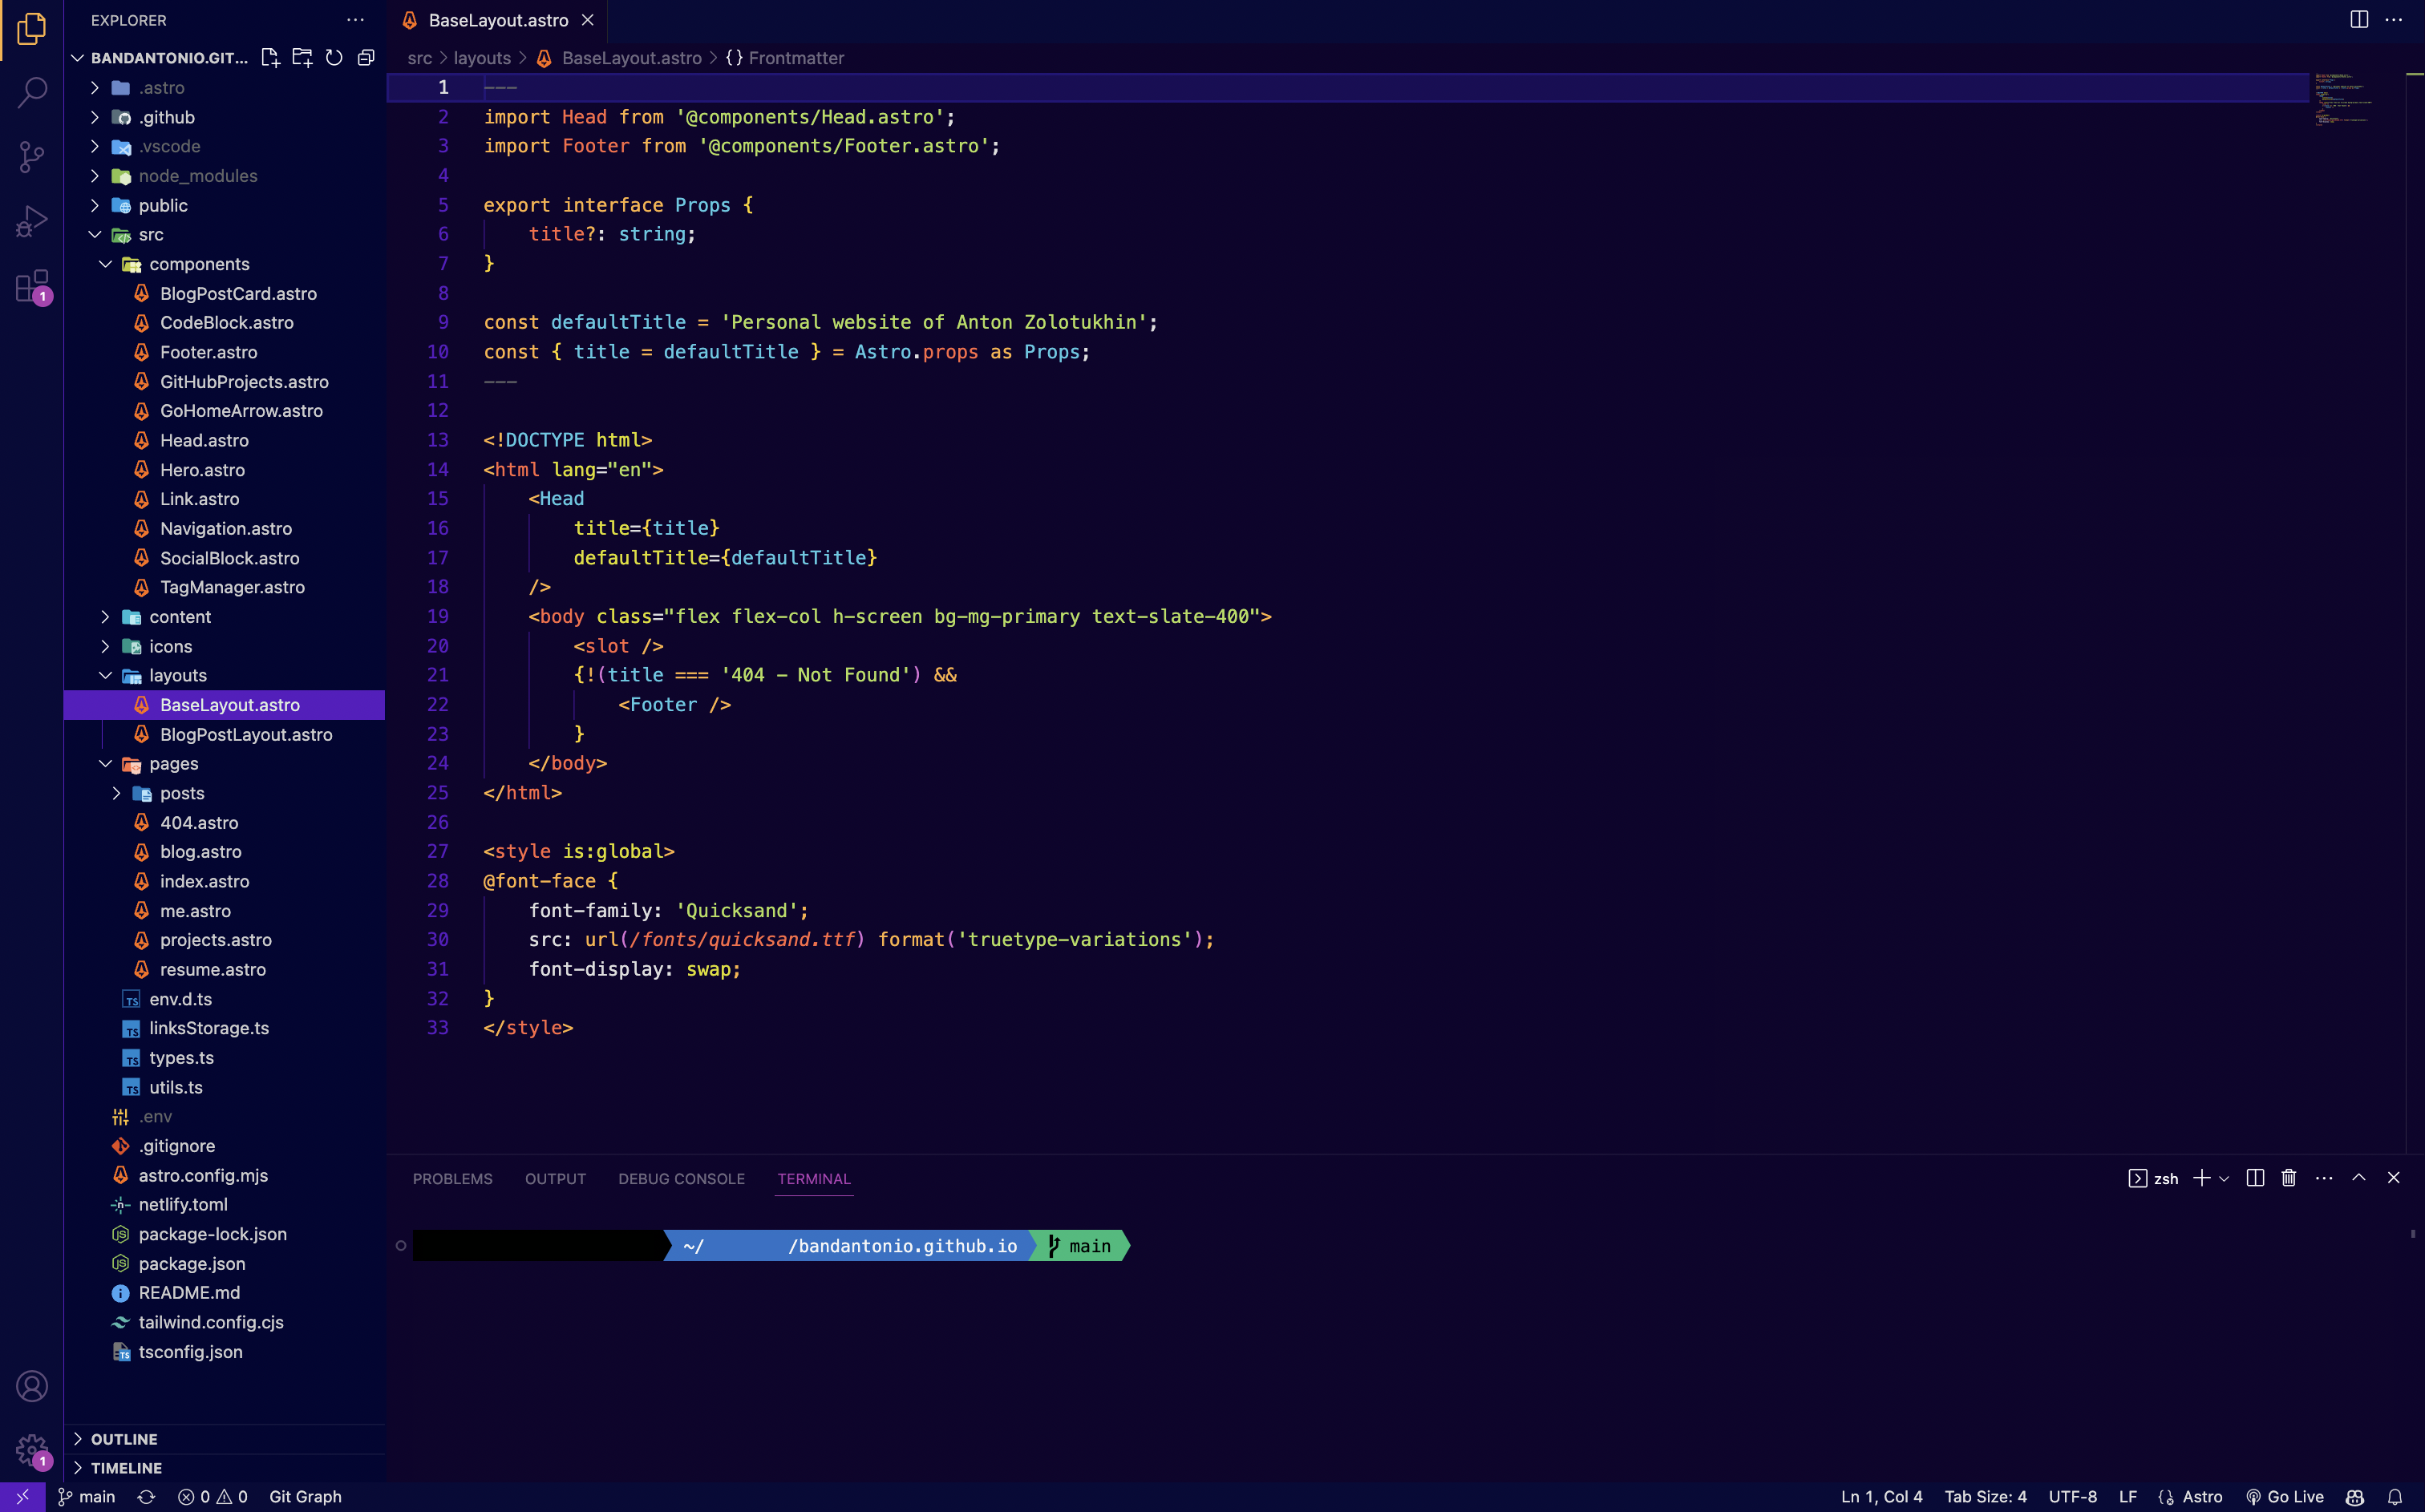 EXPLORER
BANDANTONIO.GIT...
.astro
.github
.vscode
node_modules
public
src
components
BlogPostCard.astro
CodeBlock.astro
Footer.astro
GitHubProjects.astro
GoHomeArrow.astro
Head.astro
Hero.astro
Link.astro
Navigation.astro
SocialBlock.astro
TagManager.astro
content
icons
layouts
BaseLayout.astro
BlogPostLayout.astro
pages
posts
404.astro
blog.astro
index.astro
me.astro
projects.astro
resume.astro
TS env.d.ts
TS linksStorage.ts
TS types.ts
TS utils.ts
.env
.gitignore
astro.config.mjs
netlify.toml
package-lock.json
package.json
README.md
tailwind.config.cjs
tsconfig.json
OUTLINE
TIMELINE
1
1
BaseLayout.astro
src > layouts > BaseLayout.astro > {} Frontmatter
1 ---
2 import Head from '@components/Head.astro';
3 import Footer from '@components/Footer.astro';
4
5 export interface Props {
6 title?: string;
7 }
8
9 const defaultTitle = 'Personal website of Anton Zolotukhin';
10 const { title = defaultTitle } = Astro.props as Props;
11 ---
12
13 <!DOCTYPE html>
14 <html lang="en">
15 <Head
16 title={title}
17 defaultTitle={defaultTitle}
18 />
19 <body class="flex flex-col h-screen bg-mg-primary text-slate-400">
20 <slot />
21 {!(title === '404 - Not Found') &&
22 <Footer />
23 }
24 </body>
25 </html>
26
27 <style is:global>
28 @font-face {
29 font-family: 'Quicksand';
30 src: url(/fonts/quicksand.ttf) format('truetype-variations');
31 font-display: swap;
32 }
33 </style>
PROBLEMS OUTPUT DEBUG CONSOLE TERMINAL
zsh
~/ /bandantonio.github.io main
main 0 0 Git Graph
Ln 1, Col 4 Tab Size: 4 UTF-8 LF Astro Go Live